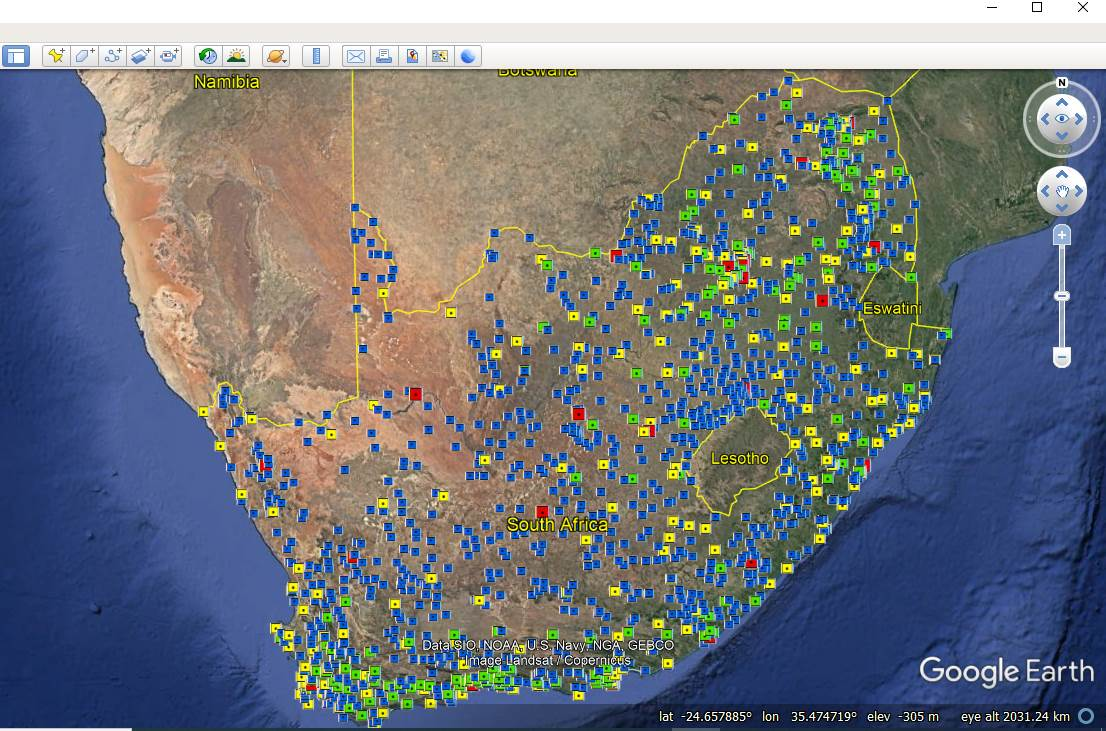 Namibia
Botswana
N
Eswatini
Lesotho
South Africa
Data SIO, NOAA, U.S. Navy, NGA, GEBCO
Image Landsat / Copernicus
Google Earth
lat -24.657885° lon 35.474719° elev -305 m eye alt 2031.24 km